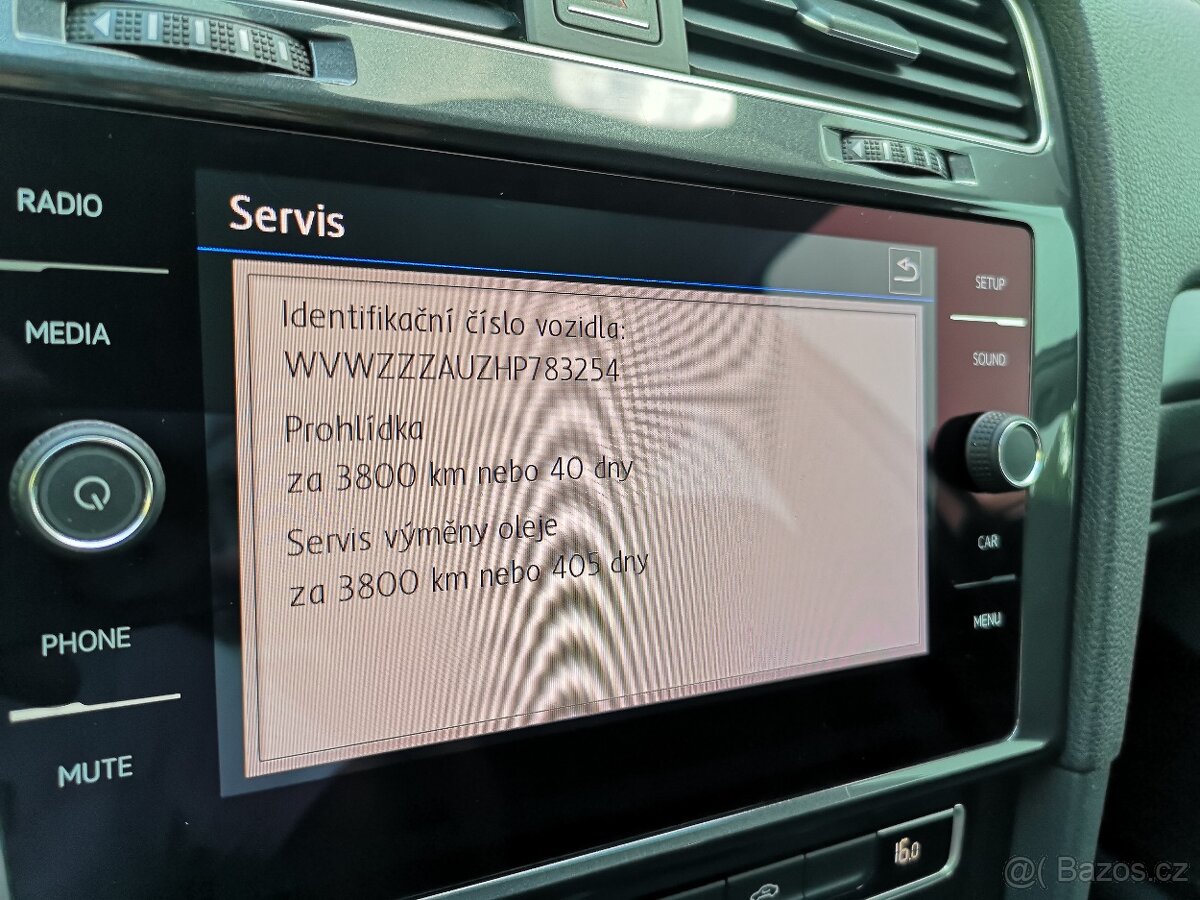 RADIO
MEDIA
PHONE
MUTE
Servis
Identifikační číslo vozidla:
WVWZZZAUZHP783254
Prohlídka
za 3800 km nebo 40 dny
Servis výměny oleje
za 3800 km nebo 405 dny
SETUP
SOUND
CAR
MENU
16.0
@( Bazos.cz